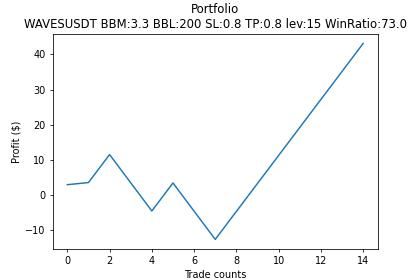 Portfolio
WAVESUSDT BBM:3.3 BBL:200 SL:0.8 TP:0.8 lev:15 WinRatio:73.0
40
30
20
10
0
−10
Profit ($)
0 2 4 6 8 10 12 14
Trade counts